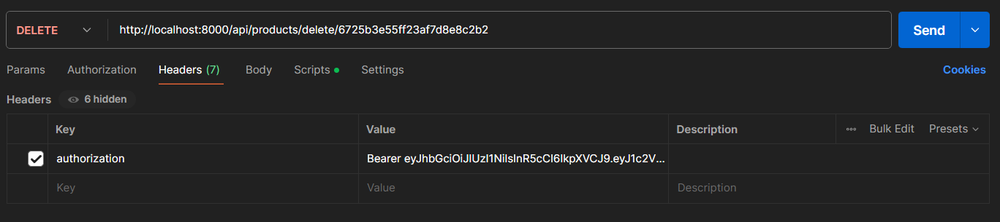 DELETE http://localhost:8000/api/products/delete/6725b3e55ff23af7d8e8c2b2 Send
Params Authorization Headers (7) Body Scripts Settings Cookies
Headers 6 hidden
Key Value Description Bulk Edit Presets
authorization Bearer eyJhbGciOiJIUzI1NiIsInR5cCI6IkpXVCJ9.eyJ1c2V...
Key Value Description